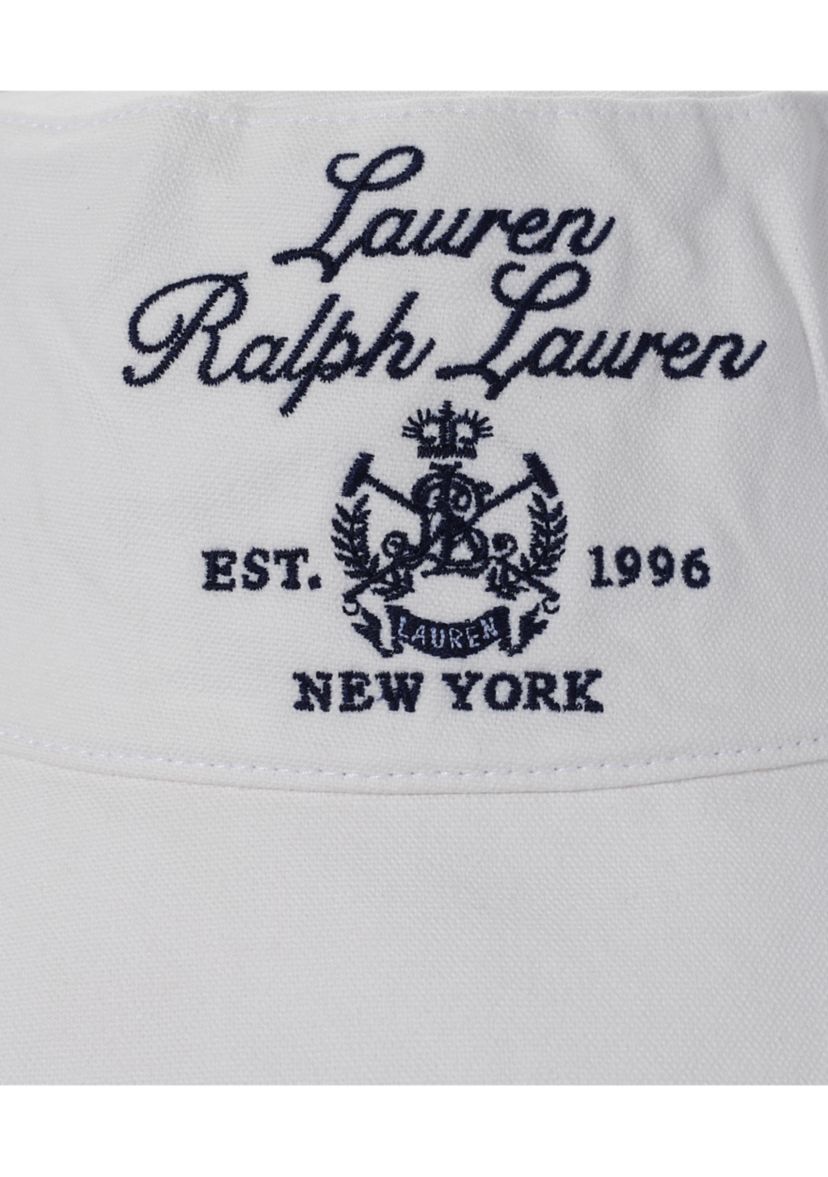 Lauren
Ralph Lauren
EST. 1996
LAUREN
NEW YORK